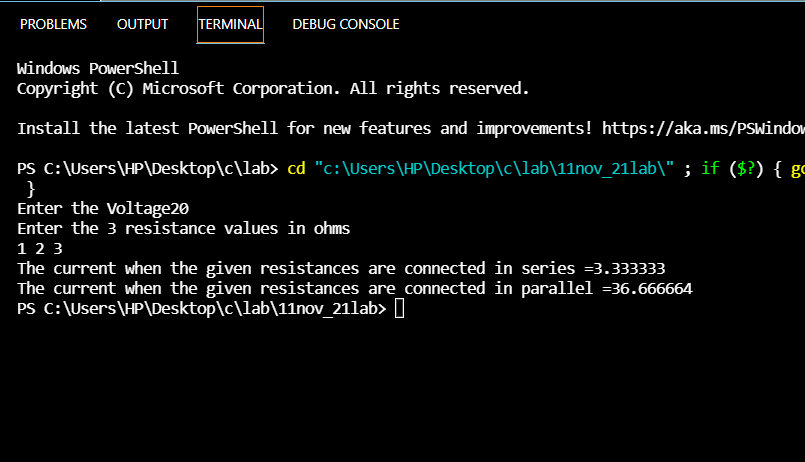 PROBLEMS OUTPUT TERMINAL DEBUG CONSOLE
Windows PowerShell
Copyright (C) Microsoft Corporation. All rights reserved.
Install the latest PowerShell for new features and improvements! https://aka.ms/PSWindow
PS C:\Users\HP\Desktop\c\lab> cd "c:\Users\HP\Desktop\c\lab\11nov_21lab\" ; if ($?) { gc
}
Enter the Voltage20
Enter the 3 resistance values in ohms
1 2 3
The current when the given resistances are connected in series =3.333333
The current when the given resistances are connected in parallel =36.666664
PS C:\Users\HP\Desktop\c\lab\11nov_21lab>